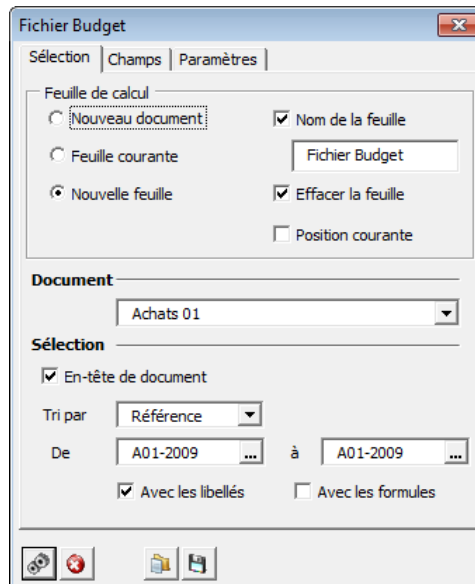 Fichier Budget
Sélection Champs Paramètres
Feuille de calcul
Nouveau document Nom de la feuille
Feuille courante Fichier Budget
Nouvelle feuille Effacer la feuille
Position courante
Document
Achats 01
Sélection
En-tête de document
Tri par Référence
De A01-2009 ... à A01-2009 ...
Avec les libellés Avec les formules